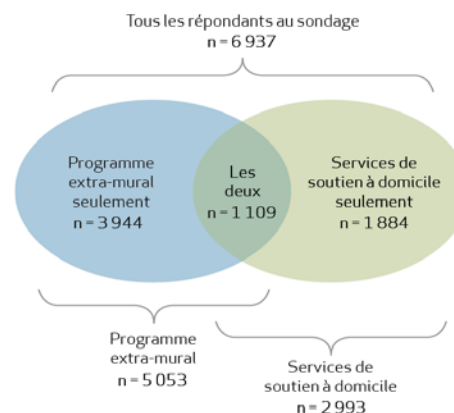 Tous les répondants au sondage
n = 6 937
Programme
extra-mural
seulement
n = 3 944
Les
deux
n = 1 109
Services de
soutien à domicile
seulement
n = 1 884
Programme
extra-mural
n = 5 053
Services de
soutien à domicile
n = 2 993